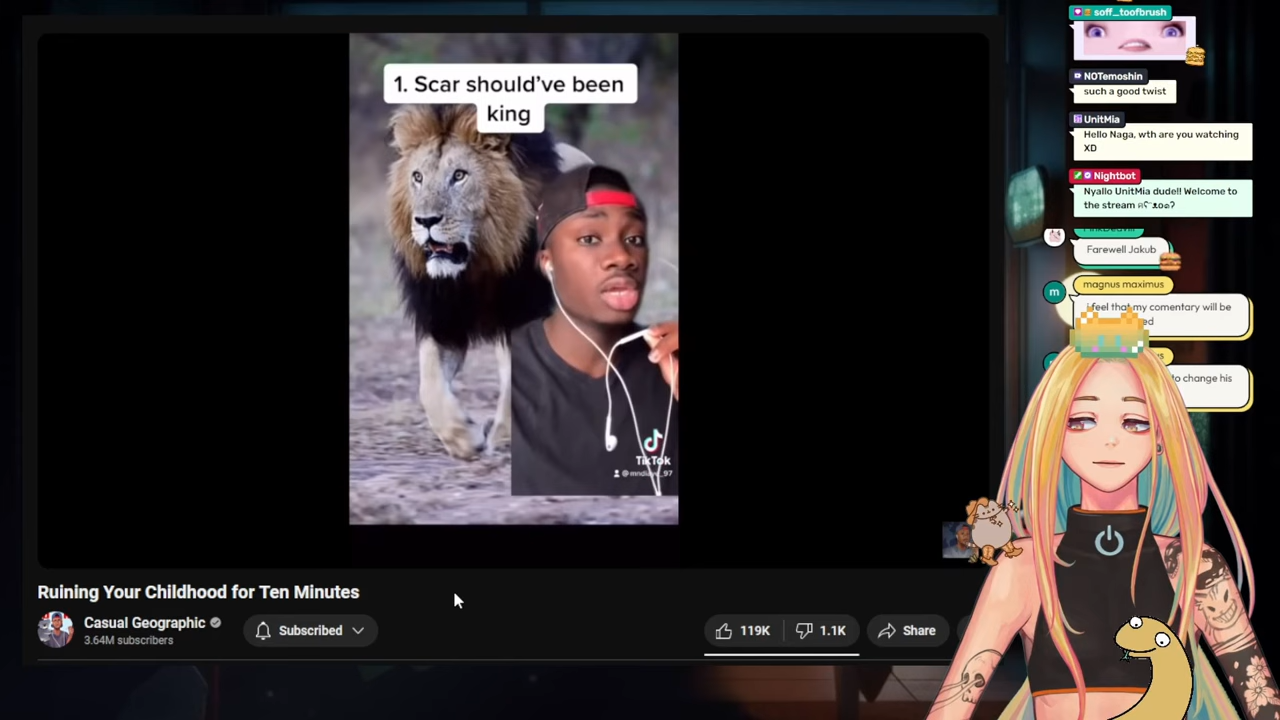 1. Scar should've been
king
TikTok
Ruining Your Childhood for Ten Minutes
Casual Geographic
3.64M subscribers
Subscribed
119K
1.1K
Share
soff_toofbrush
NOTemoshin
such a good twist
UnitMia
Hello Naga, wth are you watching
XD
Nightbot
Nyallo UnitMia dude!! Welcome to
the stream
Farewell Jakub
m
magnus maximus
i feel that my comentary will be
ed
to change his